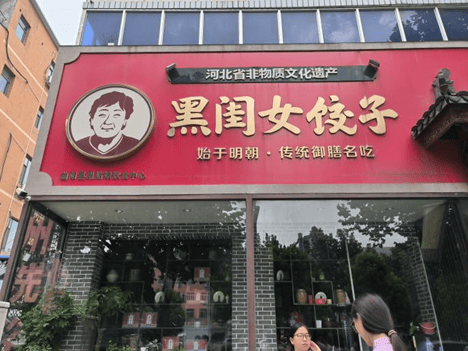 河北省非物质文化遗产
黑闺女饺子
始于明朝·传统御膳名吃